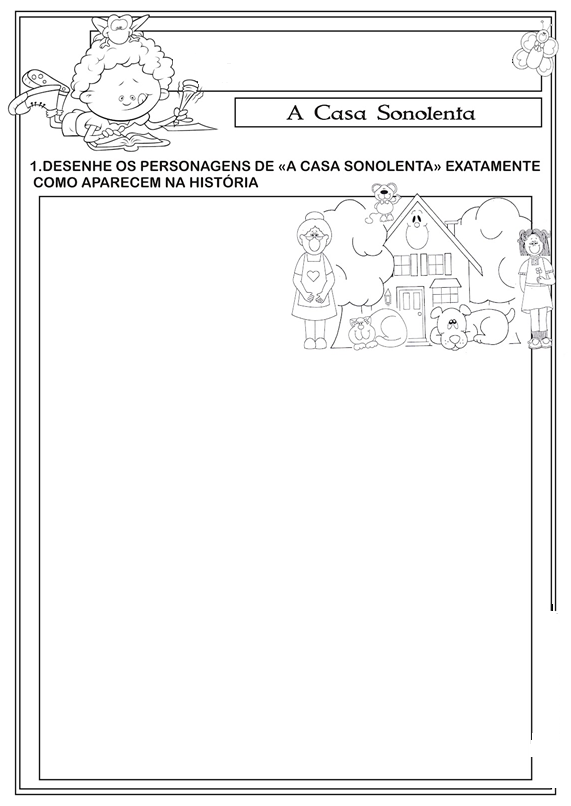 A Casa Sonolenta
1.DESENHE OS PERSONAGENS DE «A CASA SONOLENTA» EXATAMENTE
COMO APARECEM NA HISTÓRIA